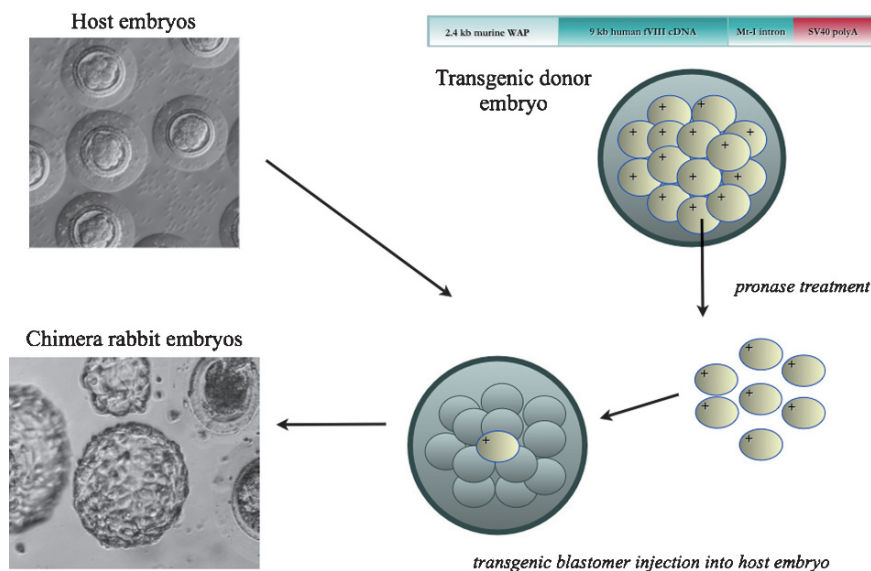 Host embryos
2.4 kb murine WAP
9 kb human fVIII cDNA
Mt-I intron
SV40 polyA
Transgenic donor
embryo
+ + + + + + + + + + + + + +
pronase treatment
Chimera rabbit embryos
+ + + + + + +
+
transgenic blastomer injection into host embryo